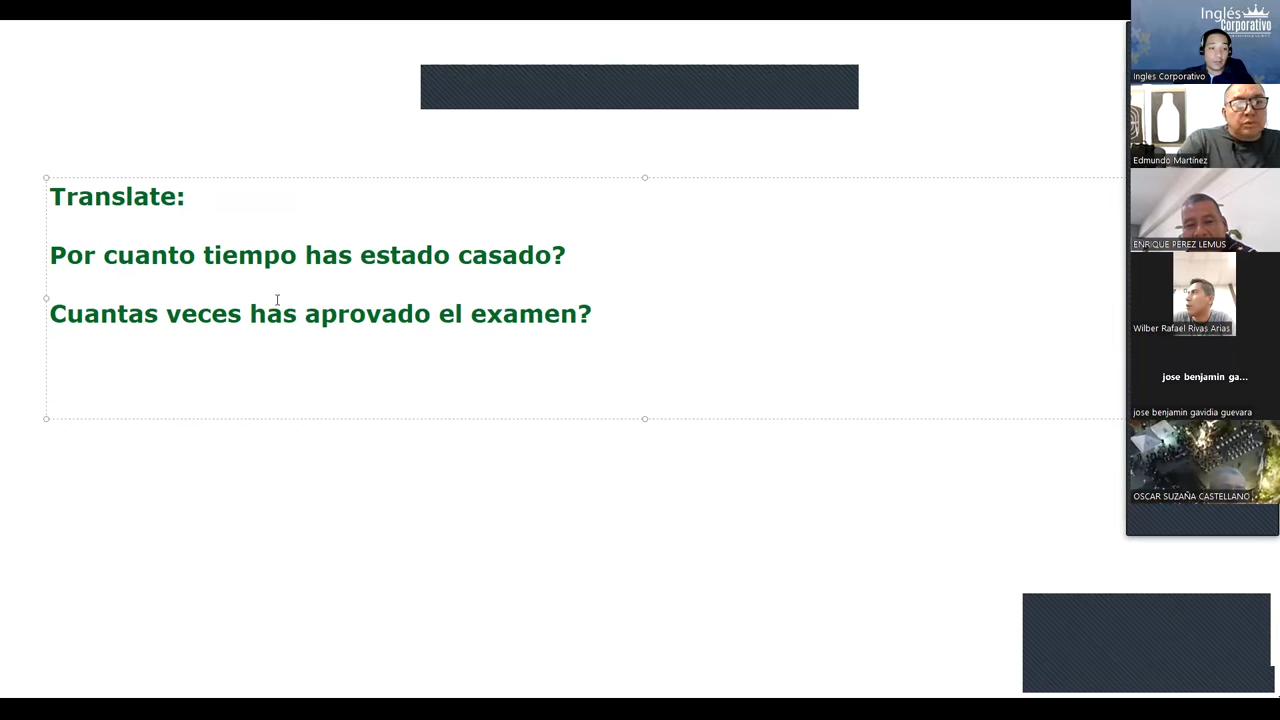 Translate:
Por cuanto tiempo has estado casado?
Cuantas veces has aprovado el examen?
Inglés
Corporativo
Ingles Corporativo
Edmundo Martínez
ENRIQUE PEREZ LEMUS
Wilber Rafael Rivas Arias
jose benjamin ga...
jose benjamin gavidia guevara
OSCAR SUZAÑA CASTELLANO